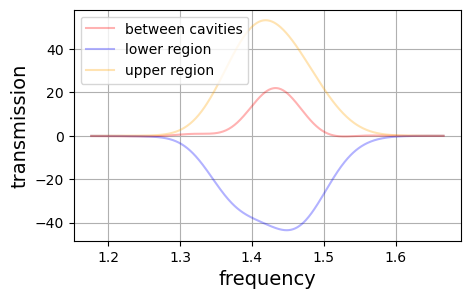 between cavities
lower region
upper region
transmission
40
20
0
−20
−40
1.2
1.3
1.4
1.5
1.6
frequency